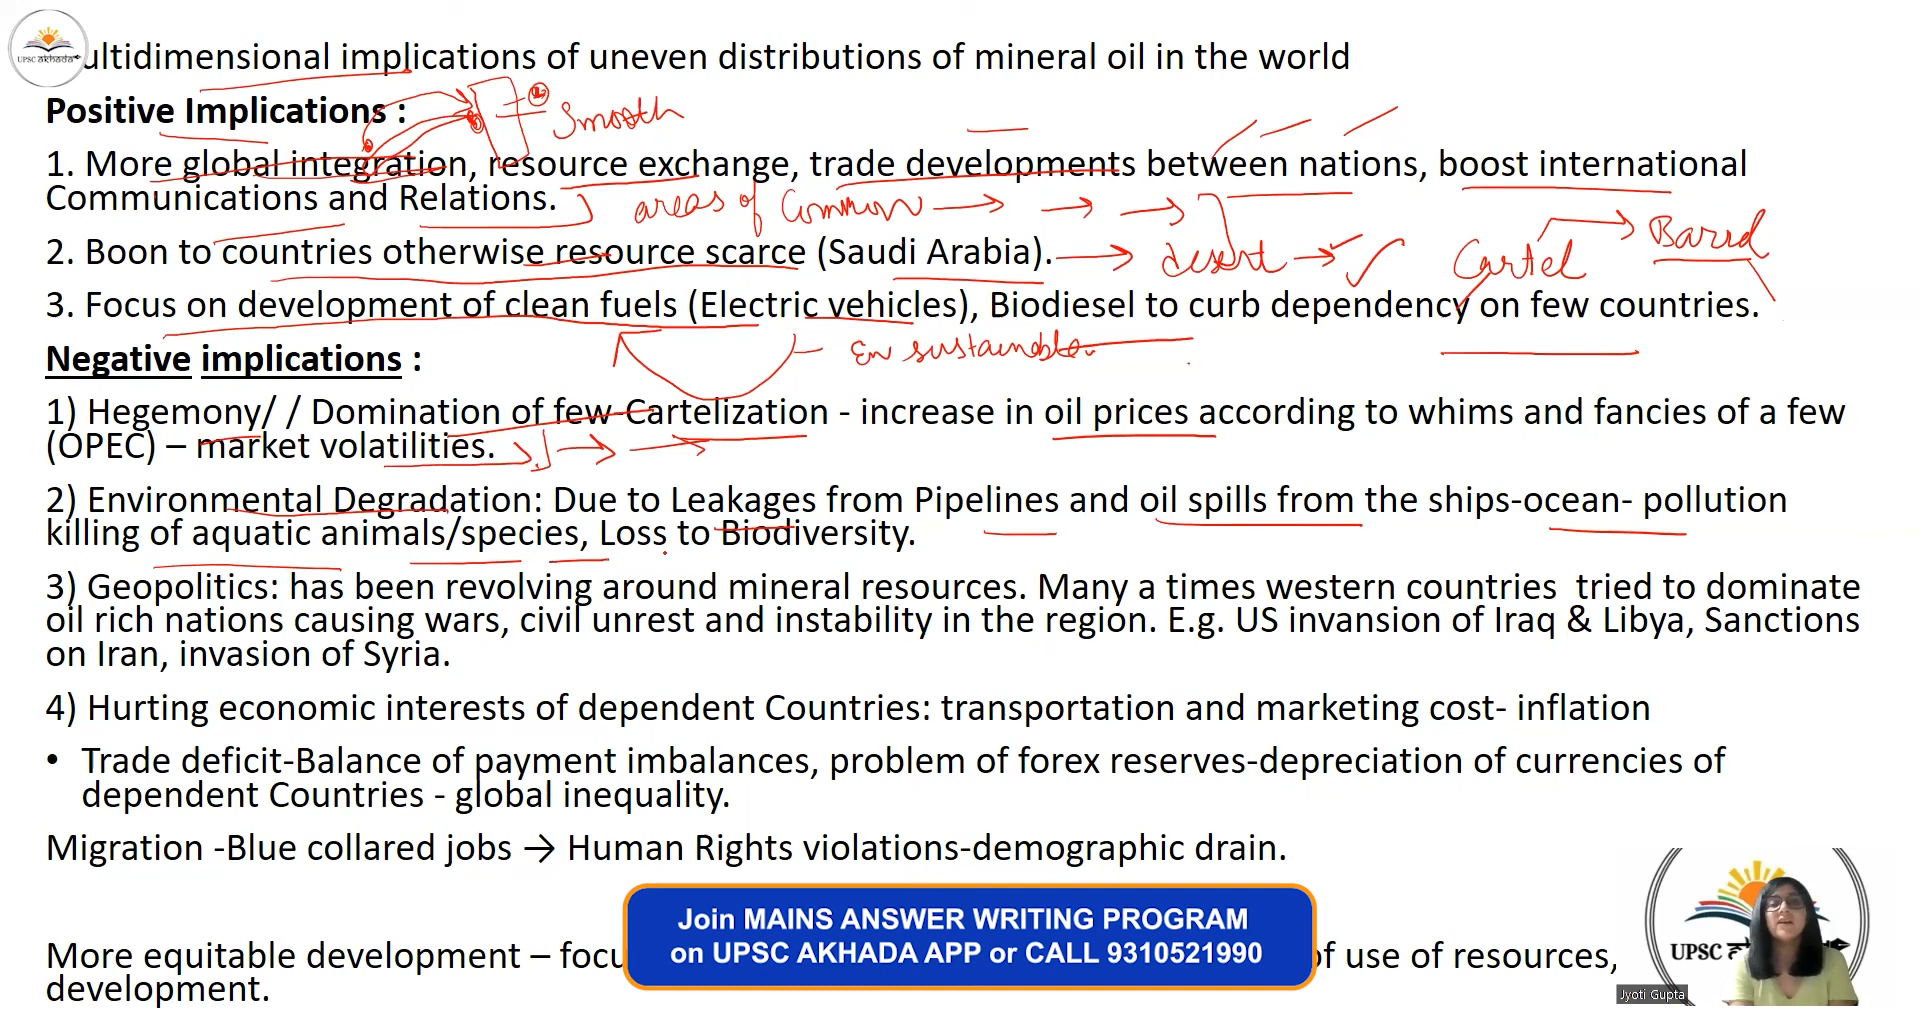 UPSC अkhada
ultidimensional implications of uneven distributions of mineral oil in the world
Positive Implications :
Smooth
1. More global integration, resource exchange, trade developments between nations, boost international
Communications and Relations.
areas of Common
2. Boon to countries otherwise resource scarce (Saudi Arabia).
desert
Cartel
3. Focus on development of clean fuels (Electric vehicles), Biodiesel to curb dependency on few countries.
Negative implications :
En sustainable
1) Hegemony/ / Domination of few-Cartelization - increase in oil prices according to whims and fancies of a few
(OPEC) – market volatilities.
2) Environmental Degradation: Due to Leakages from Pipelines and oil spills from the ships-ocean- pollution
killing of aquatic animals/species, Loss to Biodiversity.
3) Geopolitics: has been revolving around mineral resources. Many a times western countries tried to dominate
oil rich nations causing wars, civil unrest and instability in the region. E.g. US invansion of Iraq & Libya, Sanctions
on Iran, invasion of Syria.
4) Hurting economic interests of dependent Countries: transportation and marketing cost- inflation
• Trade deficit-Balance of payment imbalances, problem of forex reserves-depreciation of currencies of
dependent Countries - global inequality.
Migration -Blue collared jobs → Human Rights violations-demographic drain.
Join MAINS ANSWER WRITING PROGRAM
on UPSC AKHADA APP or CALL 9310521990
More equitable development – focu
of use of resources,
development.
UPSC
Jyoti Gupta